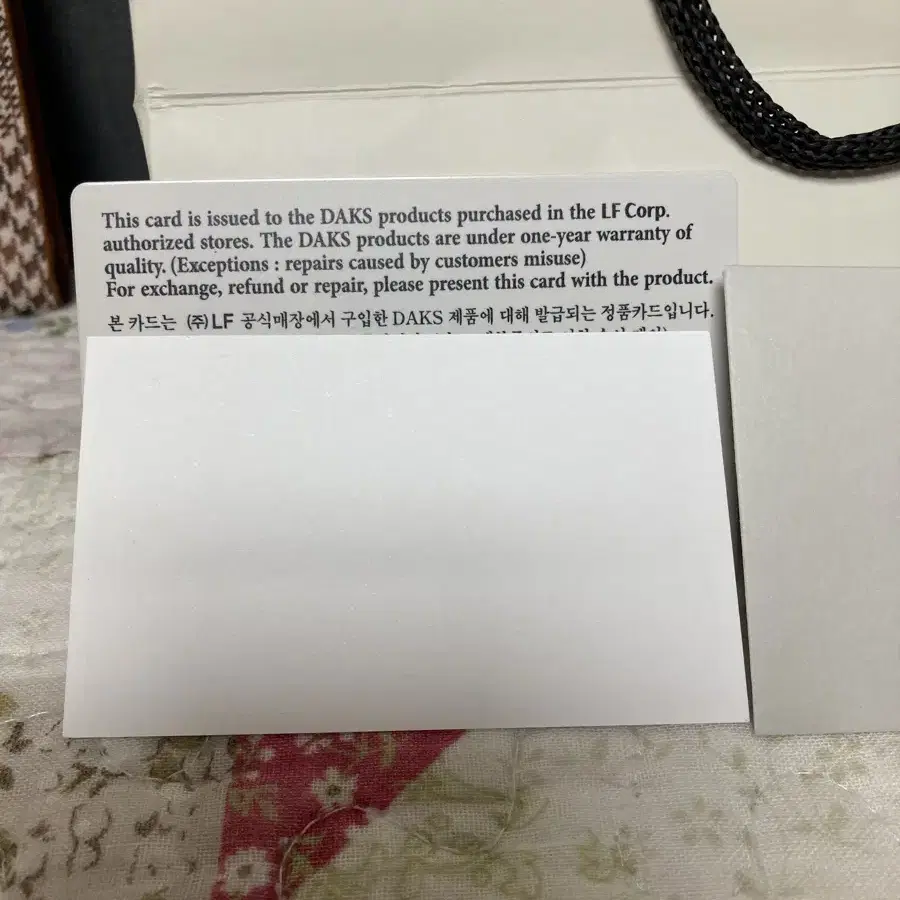 This card is issued to the DAKS products purchased in the LF Corp.
authorized stores. The DAKS products are under one-year warranty of
quality. (Exceptions : repairs caused by customers misuse)
For exchange, refund or repair, please present this card with the product.
본 카드는 (주)LF 공식매장에서 구입한 DAKS 제품에 대해 발급되는 정품카드입니다.